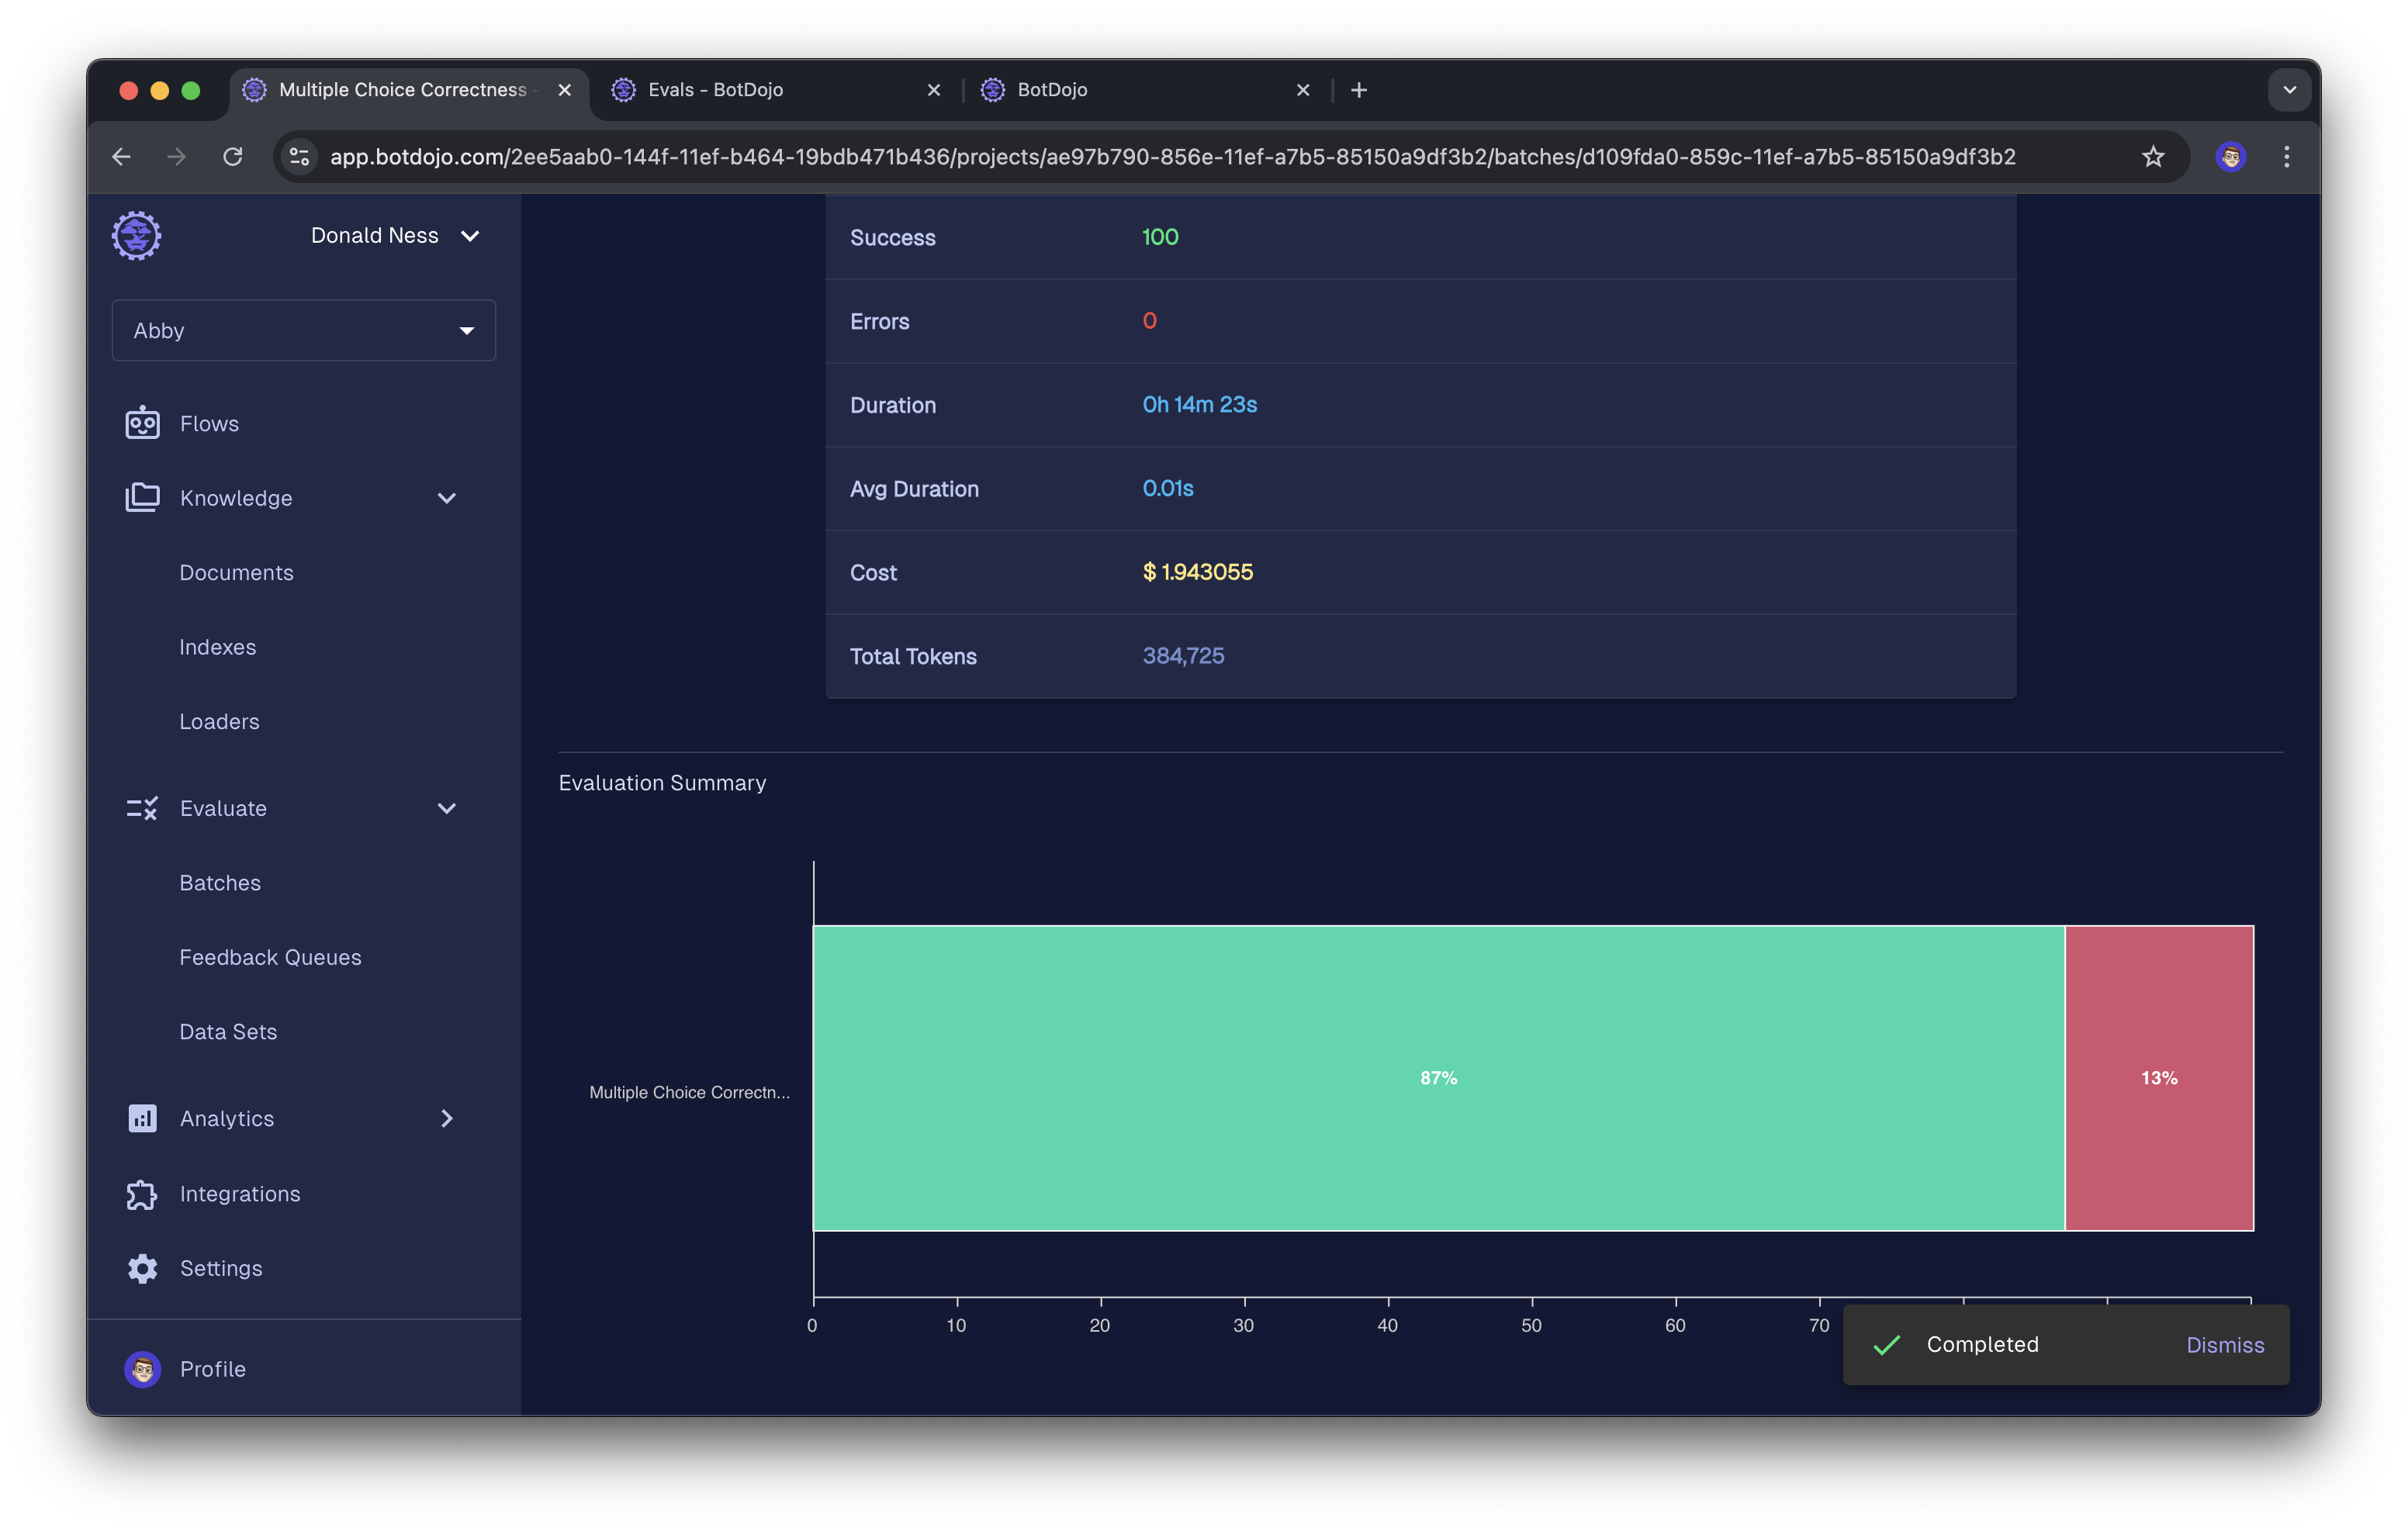 Multiple Choice Correctness -
Evals - BotDojo
BotDojo
app.botdojo.com/2ee5aab0-144f-11ef-b464-19bdb471b436/projects/ae97b790-856e-11ef-a7b5-85150a9df3b2/batches/d109fda0-859c-11ef-a7b5-85150a9df3b2
Donald Ness
Abby
Flows
Knowledge
Documents
Indexes
Loaders
Evaluate
Batches
Feedback Queues
Data Sets
Analytics
Integrations
Settings
Profile
Success 100
Errors 0
Duration 0h 14m 23s
Avg Duration 0.01s
Cost $ 1.943055
Total Tokens 384,725
Evaluation Summary
Multiple Choice Correctn...
87% 13%
0 10 20 30 40 50 60 70
Completed Dismiss